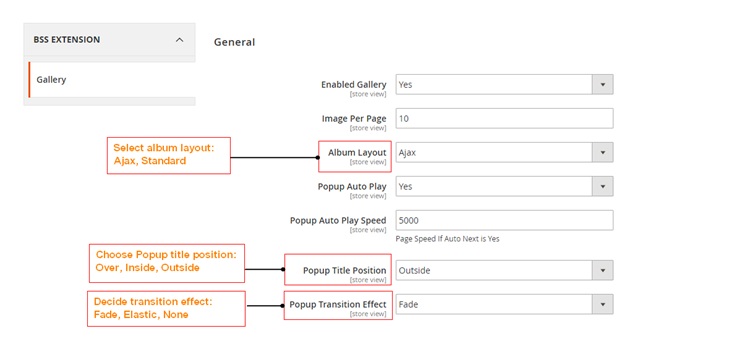 BSS EXTENSION
General
Gallery
Enabled Gallery
[store view]
Yes
Image Per Page
[store view]
10
Select album layout:
Ajax, Standard
Album Layout
[store view]
Ajax
Popup Auto Play
[store view]
Yes
Popup Auto Play Speed
[store view]
5000
Page Speed If Auto Next is Yes
Choose Popup title position:
Over, Inside, Outside
Popup Title Position
[store view]
Outside
Decide transition effect:
Fade, Elastic, None
Popup Transition Effect
[store view]
Fade